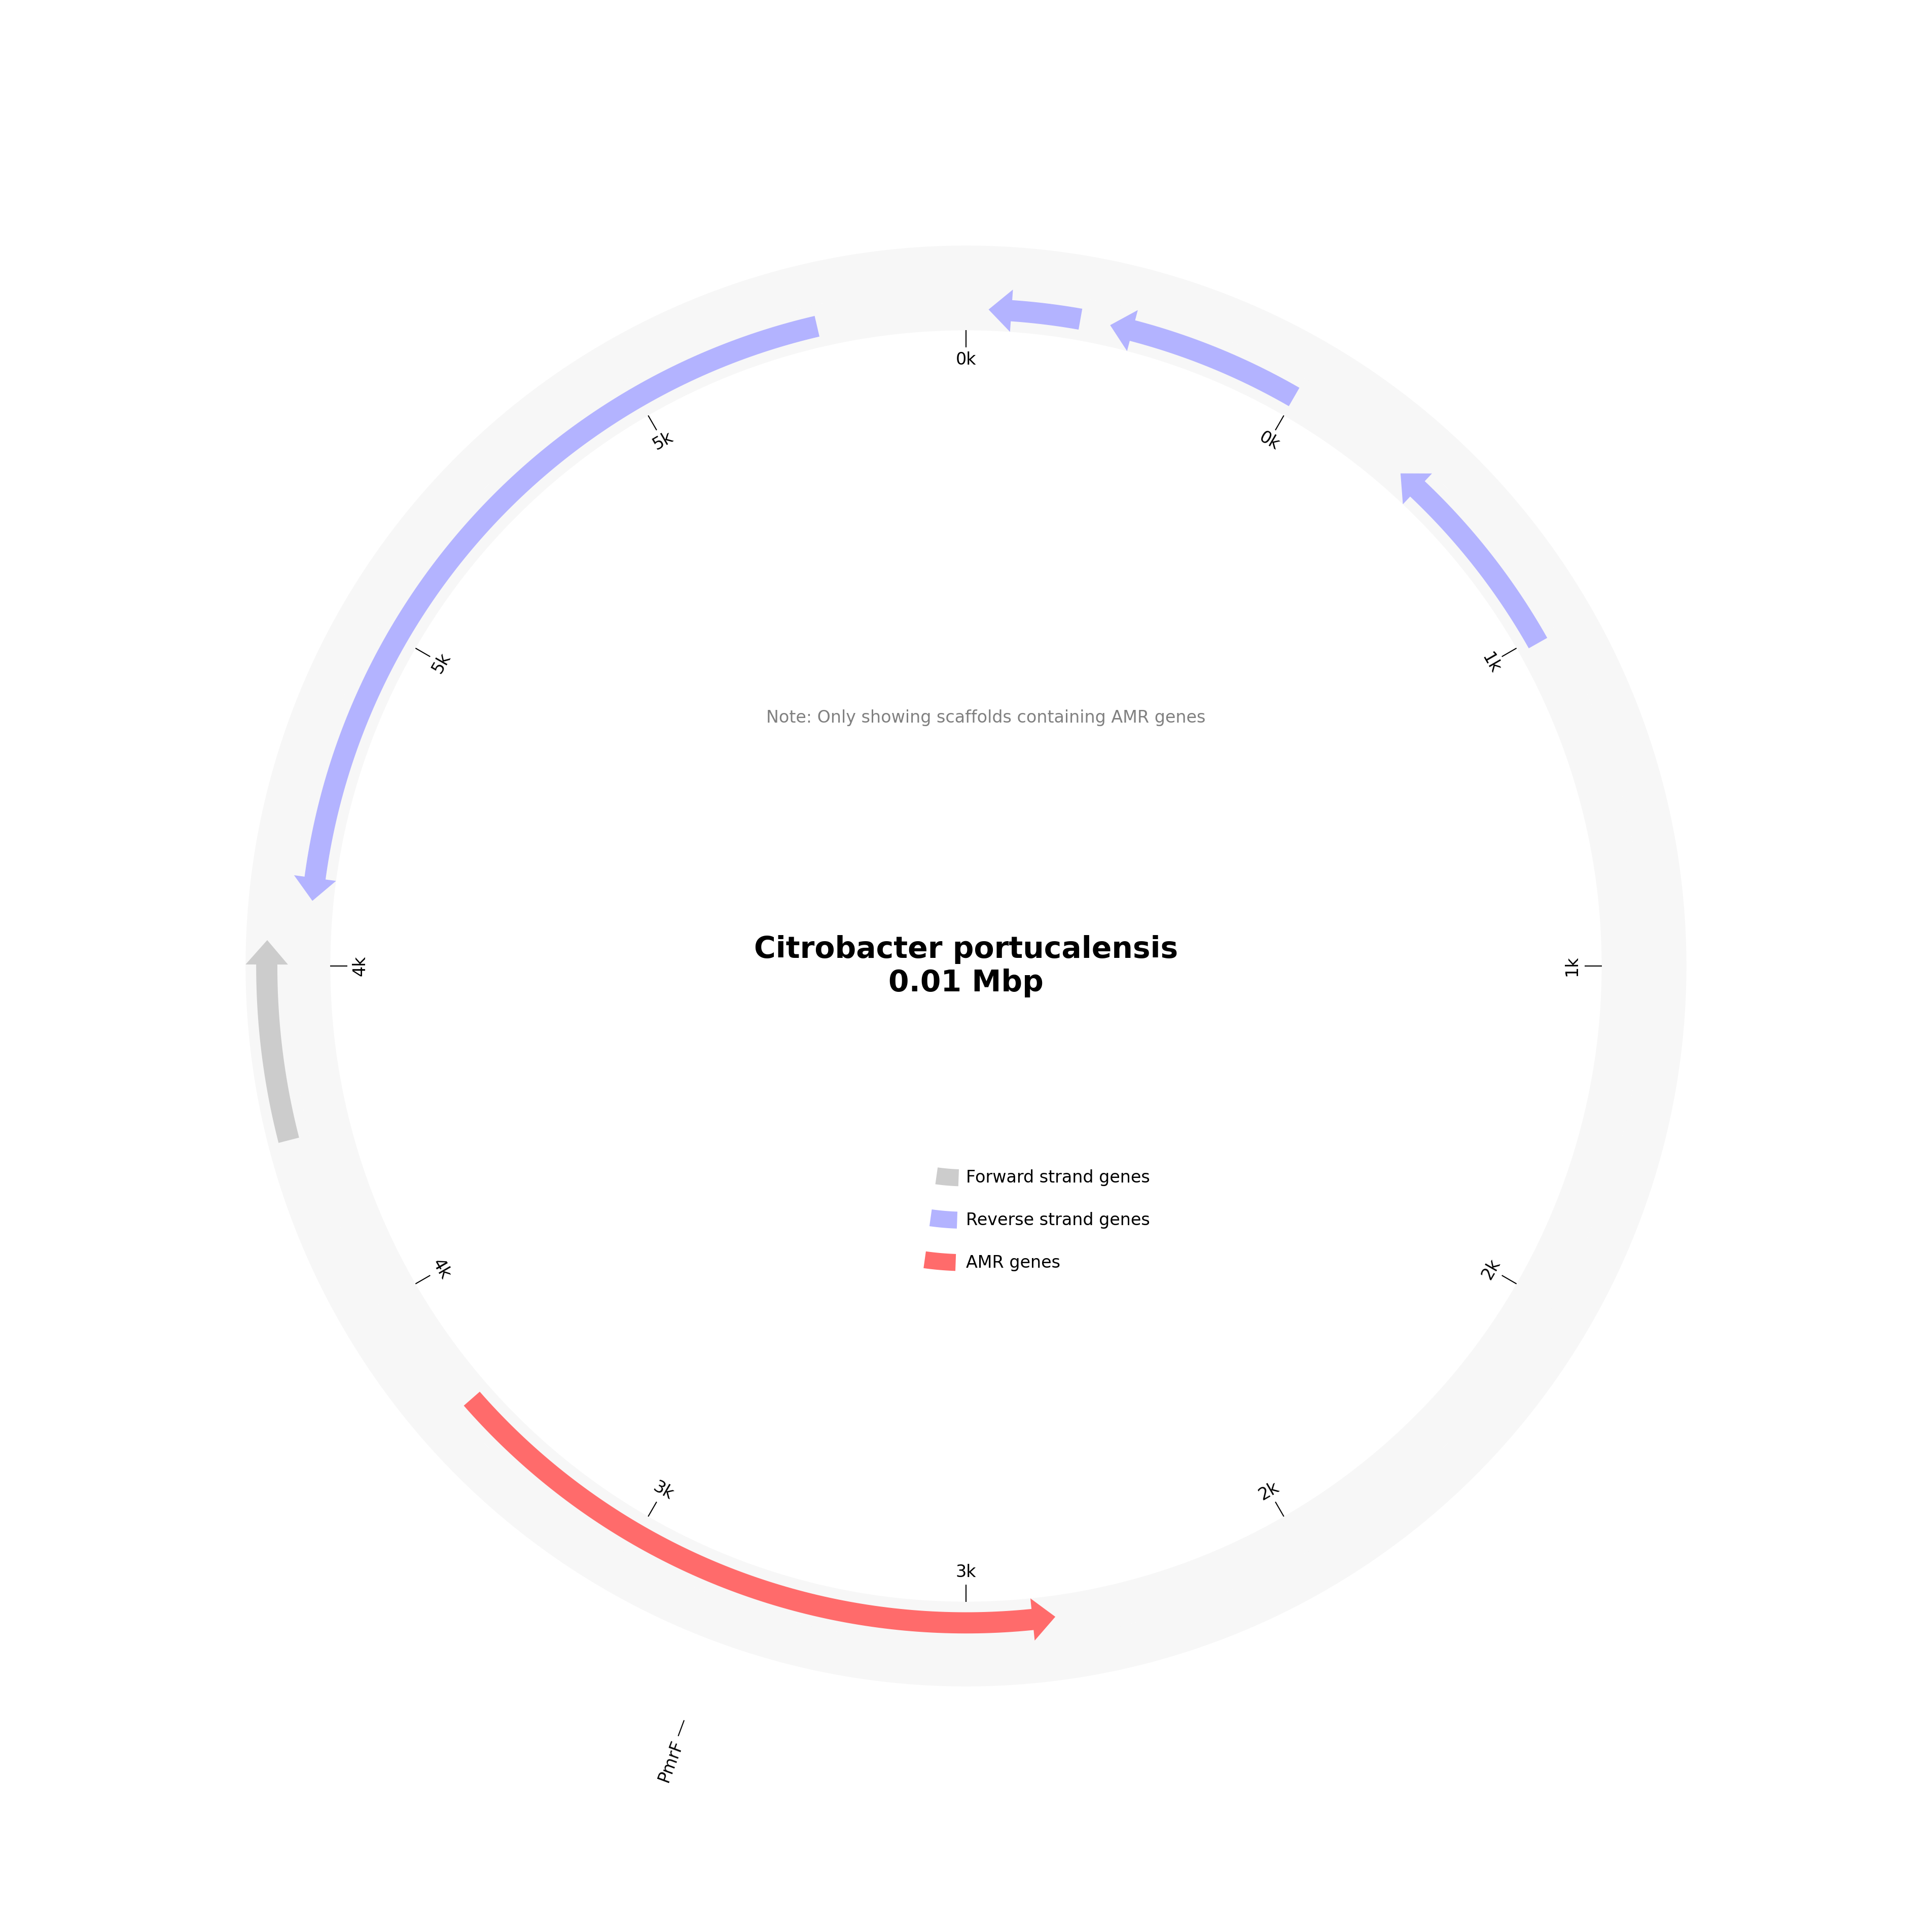 0k
0k
5k
5k
1k
Note: Only showing scaffolds containing AMR genes
Citrobacter portucalensis
0.01 Mbp
4k
1k
Forward strand genes
Reverse strand genes
AMR genes
4k
2k
3k
2k
3k
PmrF